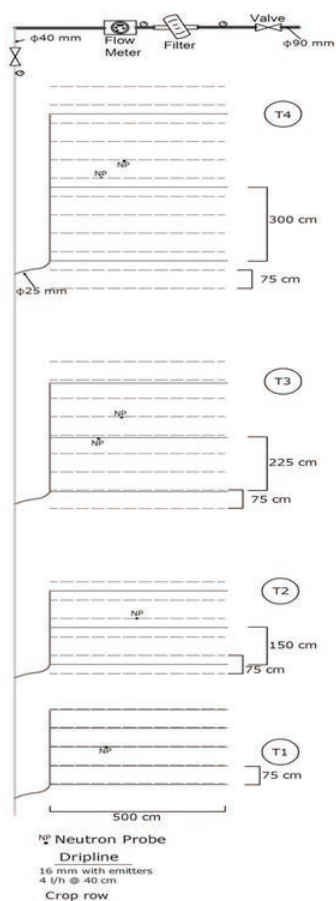 Φ40 mm
Flow
Meter
Filter
Valve
Φ90 mm
T4
NP
NP
300 cm
75 cm
Φ25 mm
T3
NP
NP
225 cm
75 cm
T2
NP
150 cm
75 cm
T1
NP
75 cm
500 cm
NP Neutron Probe
Dripline
16 mm with emitters
4 l/h @ 40 cm
Crop row